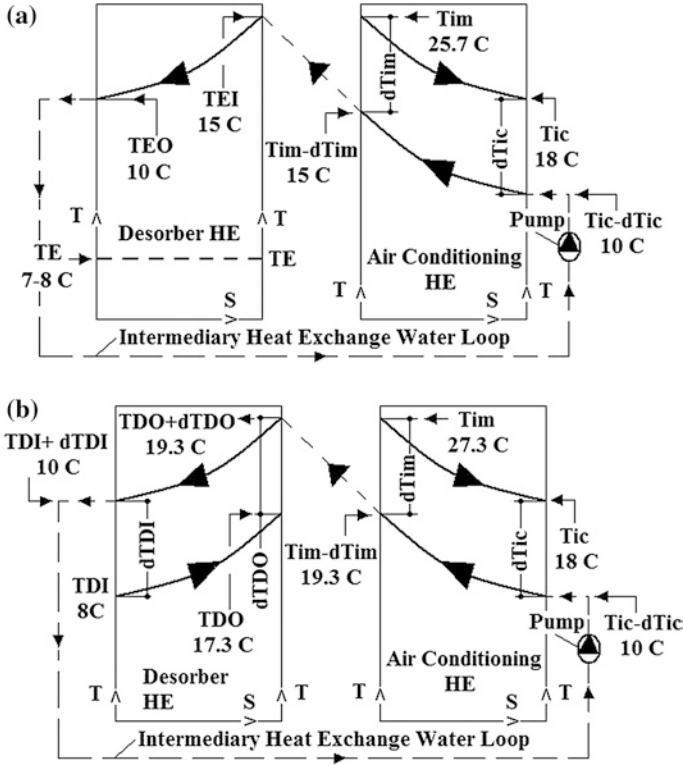 (a)
Tim
25.7 C
dTim
TEI
15 C
TEO
10 C
Tim-dTim
15 C
dTic
Tic
18 C
T
T
Pump
Tic-dTic
10 C
TE
7-8 C
Desorber HE
TE
Air Conditioning
HE
T
T
S
S
Intermediary Heat Exchange Water Loop
(b)
TDO+dTDO
19.3 C
Tim
27.3 C
TDI+ dTDI
10 C
dTim
dTDI
dTDO
Tim-dTim
19.3 C
dTic
Tic
18 C
TDI
8C
TDO
17.3 C
Pump
Tic-dTic
10 C
Desorber
HE
Air Conditioning
HE
T
T
T
T
S
S
Intermediary Heat Exchange Water Loop